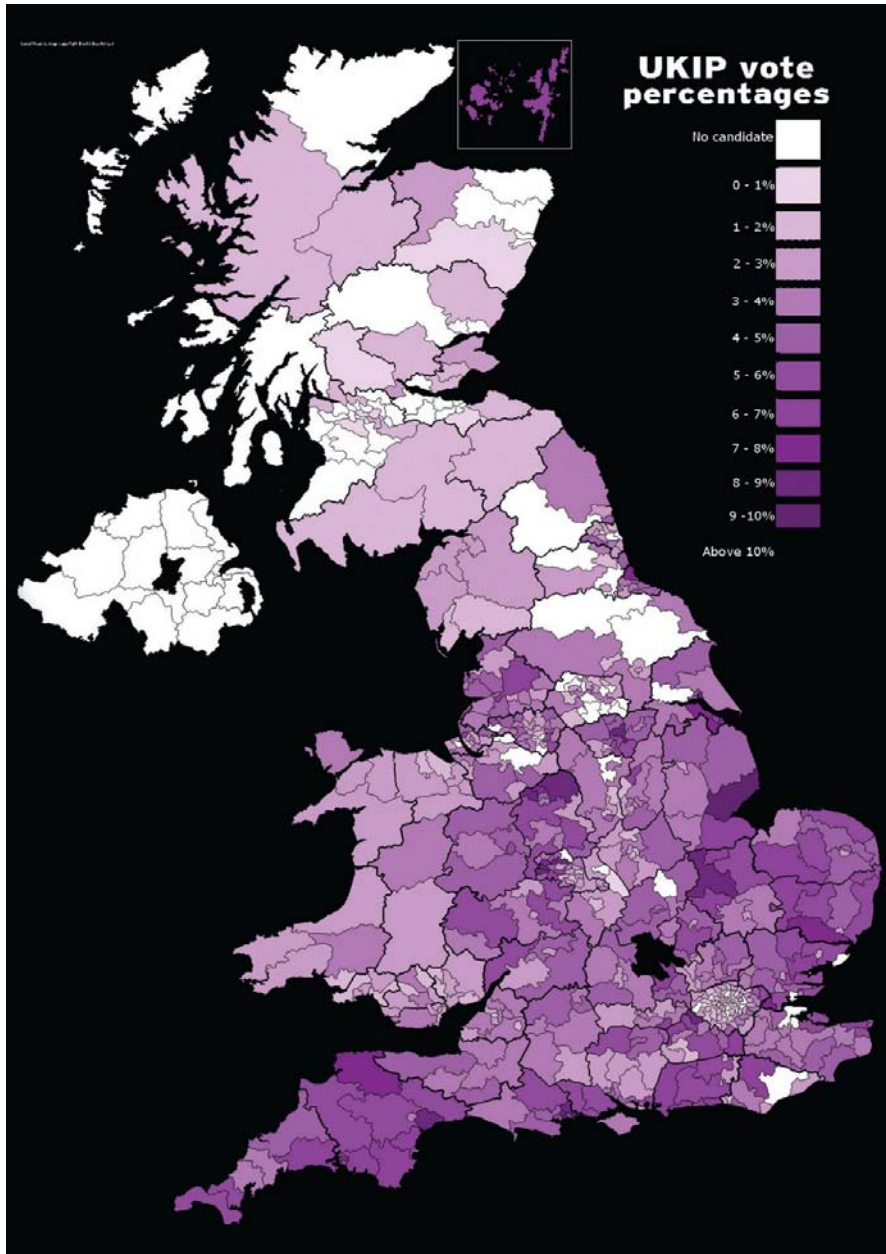 UKIP vote
percentages
No candidate
0 - 1%
1 - 2%
2 - 3%
3 - 4%
4 - 5%
5 - 6%
6 - 7%
7 - 8%
8 - 9%
9 -10%
Above 10%